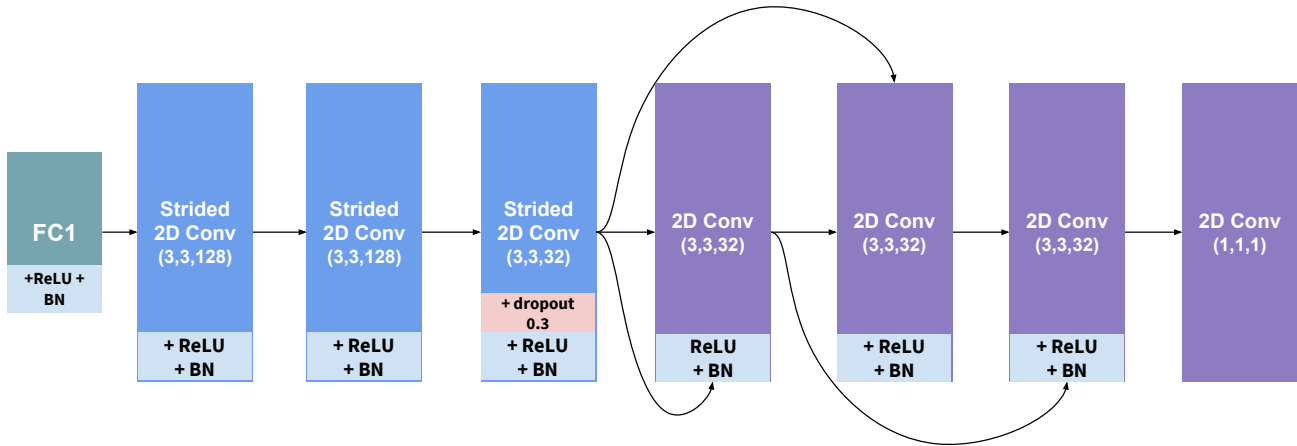 FC1
+ReLU +
BN
Strided
2D Conv
(3,3,128)
+ ReLU
+ BN
Strided
2D Conv
(3,3,128)
+ ReLU
+ BN
Strided
2D Conv
(3,3,32)
+ dropout
0.3
+ ReLU
+ BN
2D Conv
(3,3,32)
ReLU
+ BN
2D Conv
(3,3,32)
+ ReLU
+ BN
2D Conv
(3,3,32)
+ ReLU
+ BN
2D Conv
(1,1,1)